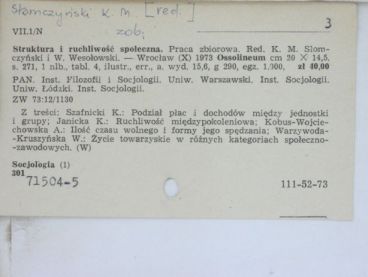 Słomczyński K. M. [red.]
3
VII.1/N
zob.
Struktura i ruchliwość społeczna. Praca zbiorowa. Red. K. M. Słom-
czyński i W. Wesołowski. — Wrocław (X) 1973 Ossolineum cm 20 × 14,5,
s. 271, 1 nlb., tabl. 4, ilustr., err., a. wyd. 15,6, g 290, egz. 1.000, zł 40,00
PAN. Inst. Filozofii i Socjologii. Uniw. Warszawski. Inst. Socjologii.
Uniw. Łódzki. Inst. Socjologii.
ZW 73:12/1130
Z treści: Szafnicki K.: Podział płac i dochodów między jednostki
i grupy; Janicka K.: Ruchliwość międzypokoleniowa; Kobus-Wojcie-
chowska A.: Ilość czasu wolnego i formy jego spędzania; Warzywoda-
-Kruszyńska W.: Życie towarzyskie w różnych kategoriach społeczno-
-zawodowych. (W)
Socjologia (1)
301
71504-5
111-52-73